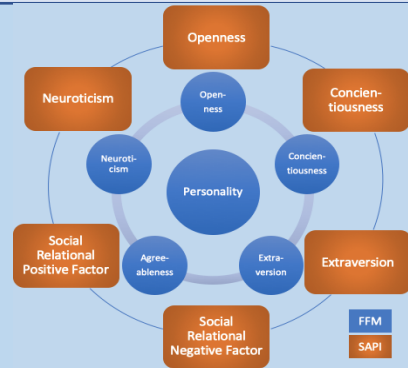 Openness
Neuroticism
Concien-
tiousness
Open-
ness
Neuroti-
cism
Concien-
tiousness
Personality
Social
Relational
Positive Factor
Agree-
ableness
Extra-
version
Extraversion
Social
Relational
Negative Factor
FFM
SAPI